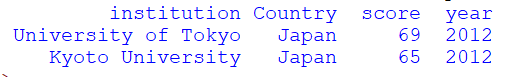 institution Country score year
University of Tokyo Japan 69 2012
Kyoto University Japan 65 2012